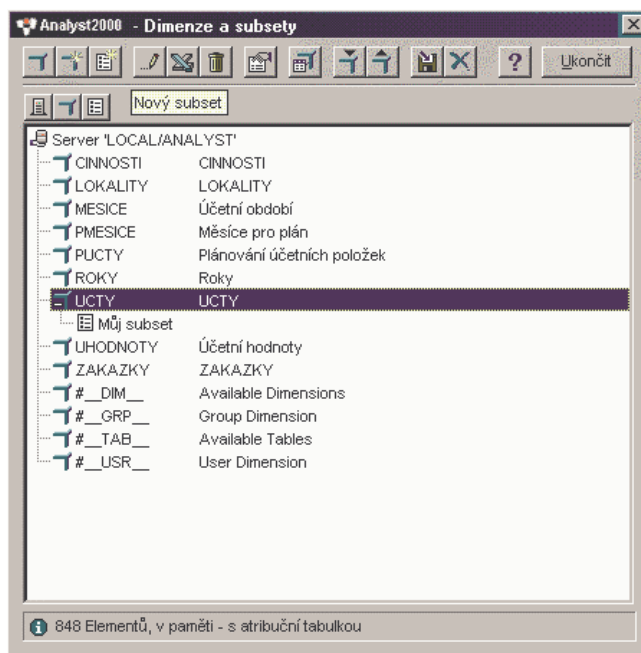 Analyst2000 - Dimenze a subsety
Ukončit
Nový subset
Server 'LOCAL/ANALYST'
CINNOSTI CINNOSTI
LOKALITY LOKALITY
MESICE Účetní období
PMESICE Měsíce pro plán
PUCTY Plánování účetních položek
ROKY Roky
UCTY UCTY
Můj subset
UHODNOTY Účetní hodnoty
ZAKAZKY ZAKAZKY
#__DIM__ Available Dimensions
#__GRP__ Group Dimension
#__TAB__ Available Tables
#__USR__ User Dimension
848 Elementů, v paměti - s atribuční tabulkou